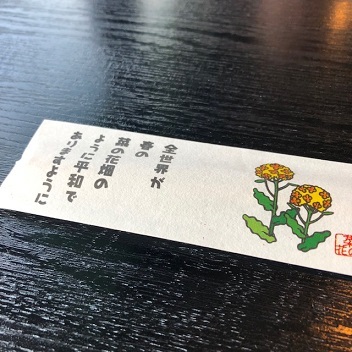 全世界が
春の
菜の花畑の
ように平和で
ありますように